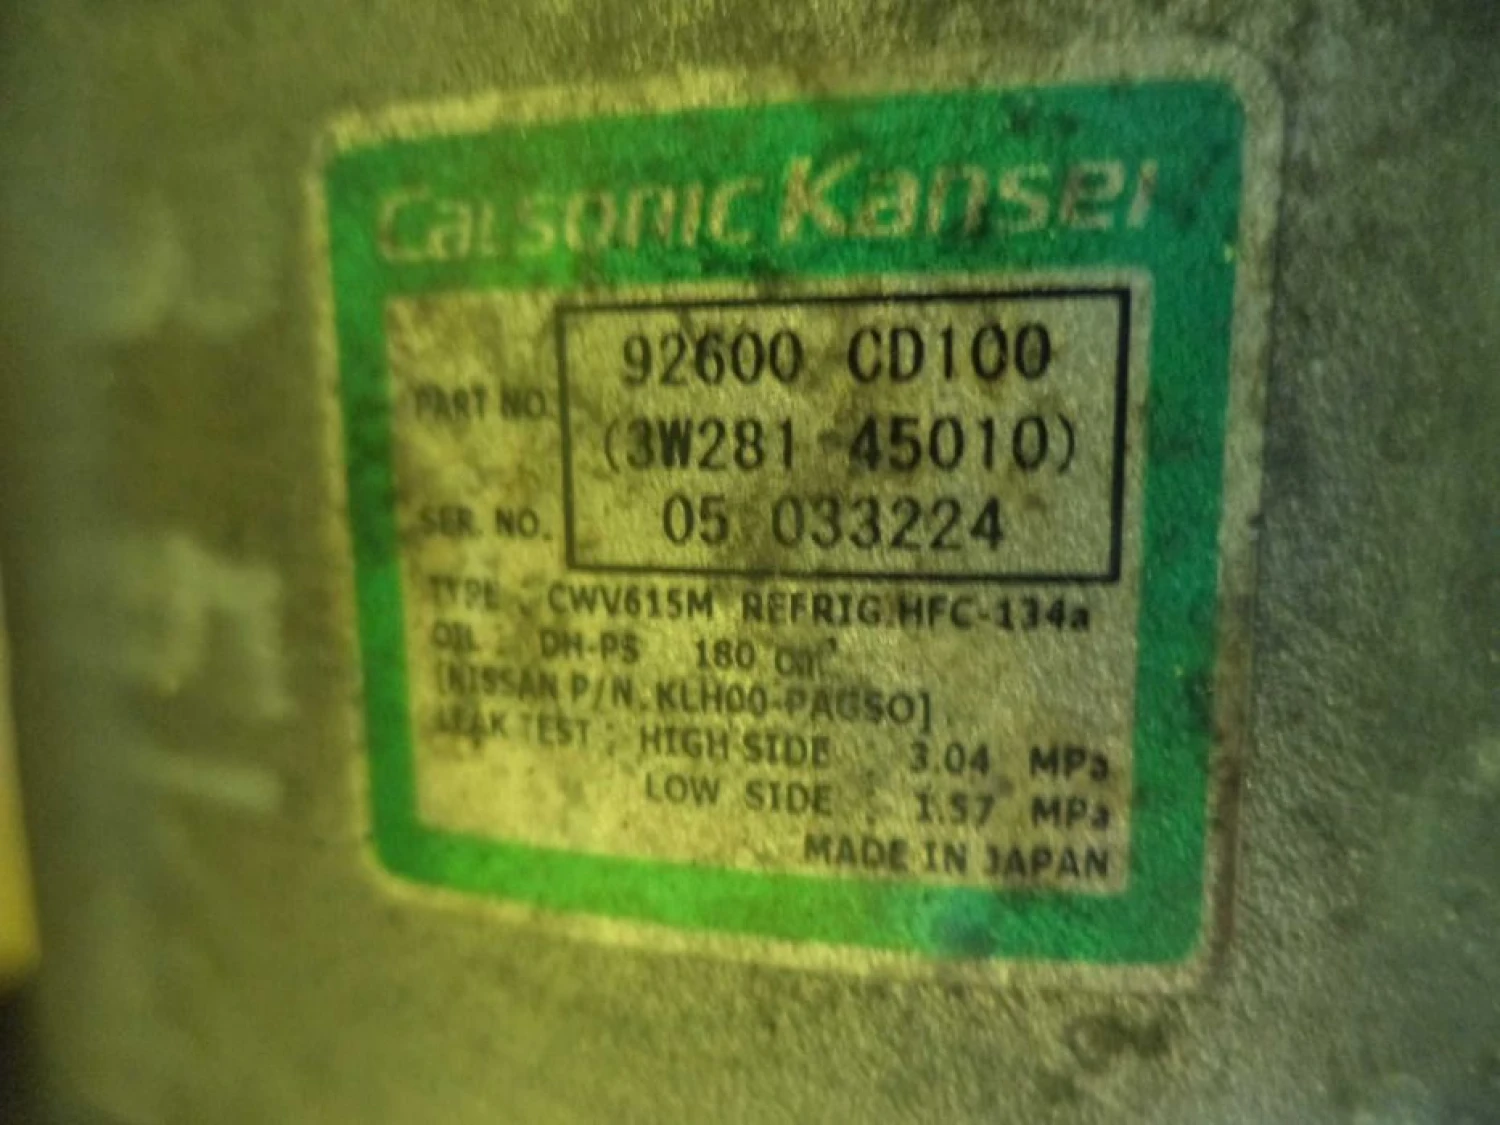 Calsonic Kansei
PART NO. 92600 CD100
(3W281-45010)
SER. NO. 05 033224
TYPE : CWV615M REFRIG.HFC-134a
OIL : DH-PS 180 cm³
[NISSAN P/N. KLH00-PAGSO]
LEAK TEST : HIGH SIDE : 3.04 MPa
LOW SIDE : 1.57 MPa
MADE IN JAPAN